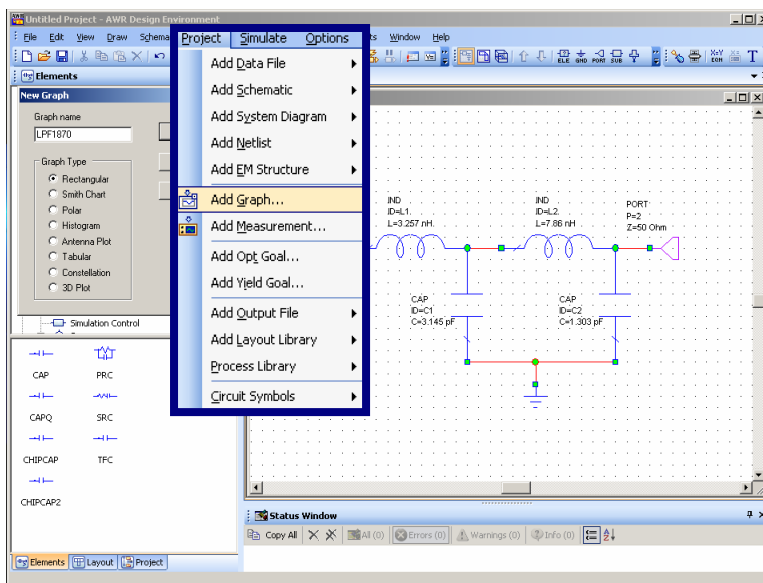 Untitled Project - AWR Design Environment
File Edit View Draw Schema
Project Simulate Options
Window Help
ELE GND PORT SUB
X=Y
EQN
T
Elements
New Graph
Graph name
LPF1870
Graph Type
Rectangular
Smith Chart
Polar
Histogram
Antenna Plot
Tabular
Constellation
3D Plot
Simulation Control
Add Data File
Add Schematic
Add System Diagram
Add Netlist
Add EM Structure
Add Graph...
Add Measurement...
Add Opt Goal...
Add Yield Goal...
Add Output File
Add Layout Library
Process Library
Circuit Symbols
IND
ID=L1
L=3.257 nH
IND
ID=L2
L=7.86 nH
PORT
P=2
Z=50 Ohm
CAP
ID=C1
C=3.145 pF
CAP
ID=C2
C=1.303 pF
CAP
PRC
CAPQ
SRC
CHIPCAP
TFC
CHIPCAP2
Status Window
Copy All
All (0)
Errors (0)
Warnings (0)
Info (0)
Elements
Layout
Project